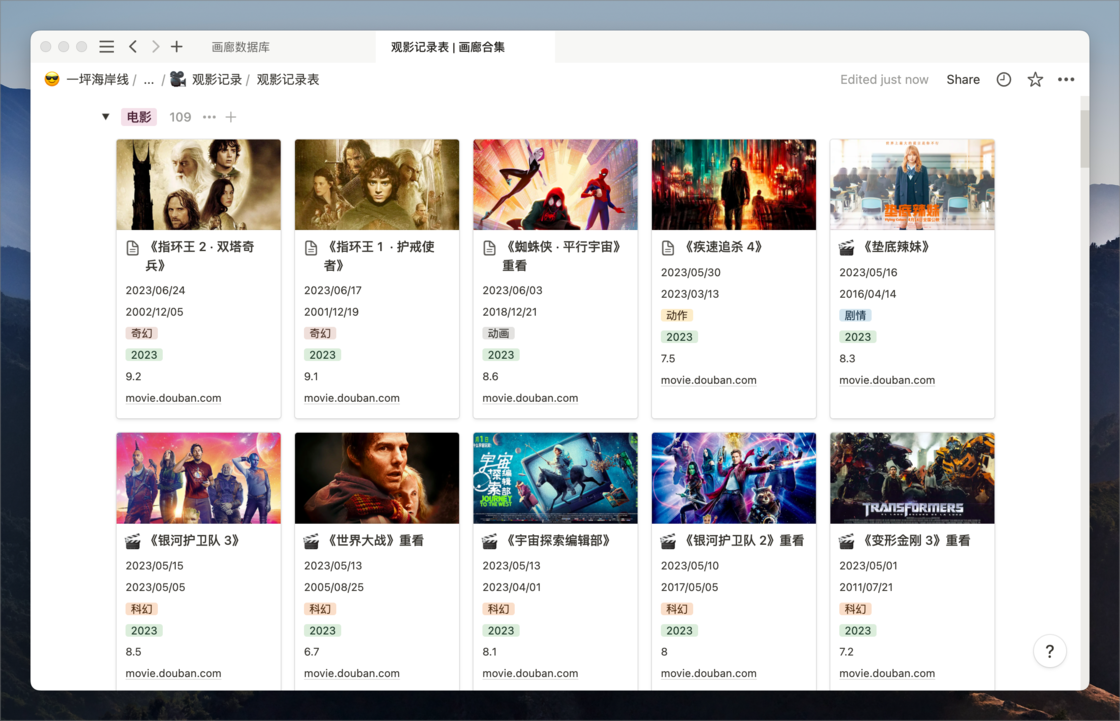 画廊数据库
观影记录表 | 画廊合集
一坪海岸线 / ... / 观影记录 / 观影记录表
Edited just now
Share
电影 109
《指环王 2 · 双塔奇兵》
2023/06/24
2002/12/05
奇幻
2023
9.2
movie.douban.com
《指环王 1 · 护戒使者》
2023/06/17
2001/12/19
奇幻
2023
9.1
movie.douban.com
《蜘蛛侠 · 平行宇宙》重看
2023/06/03
2018/12/21
动画
2023
8.6
movie.douban.com
《疾速追杀 4》
2023/05/30
2023/03/13
动作
2023
7.5
movie.douban.com
垫底辣妹
《垫底辣妹》
2023/05/16
2016/04/14
剧情
2023
8.3
movie.douban.com
《银河护卫队 3》
2023/05/15
2023/05/05
科幻
2023
8.5
movie.douban.com
《世界大战》重看
2023/05/13
2005/08/25
科幻
2023
6.7
movie.douban.com
宇宙探索编辑部
JOURNEY
TO THE WEST
《宇宙探索编辑部》
2023/05/13
2023/04/01
科幻
2023
8.1
movie.douban.com
《银河护卫队 2》重看
2023/05/10
2017/05/05
科幻
2023
8
movie.douban.com
TRANSFORMERS
《变形金刚 3》重看
2023/05/01
2011/07/21
科幻
2023
7.2
movie.douban.com
?